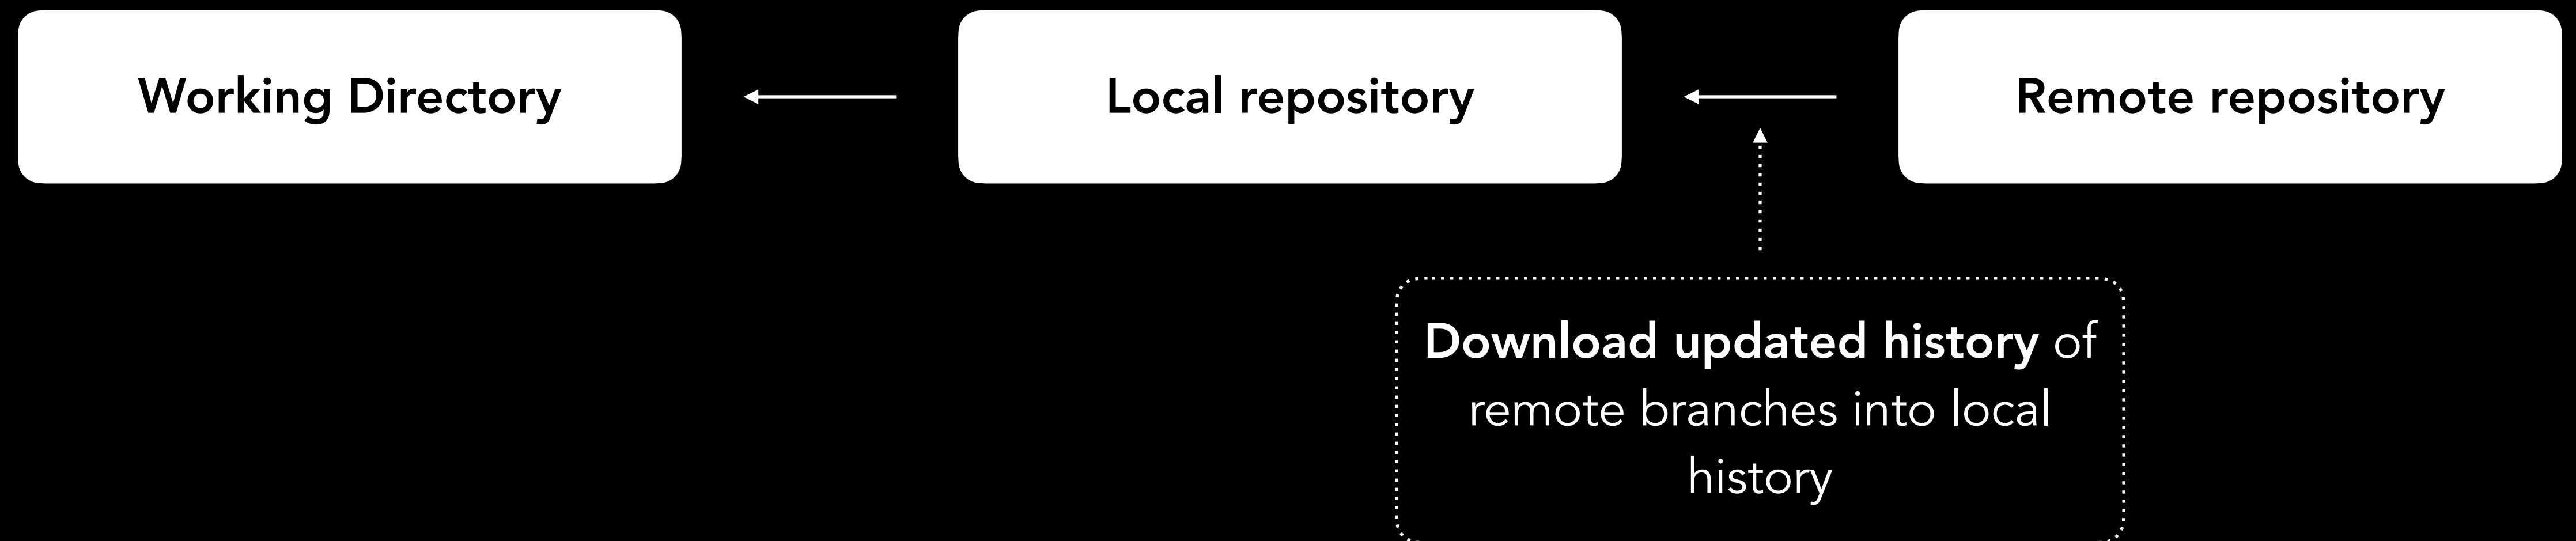 Working Directory
Local repository
Remote repository
Download updated history of
remote branches into local
history